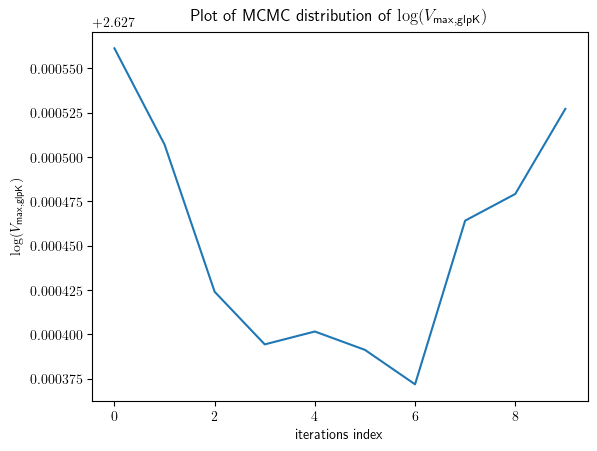 Plot of MCMC distribution of log(V_max,glpK)
+2.627
0.000550
0.000525
0.000500
0.000475
0.000450
0.000425
0.000400
0.000375
log(V_max,glpK)
0 2 4 6 8
iterations index